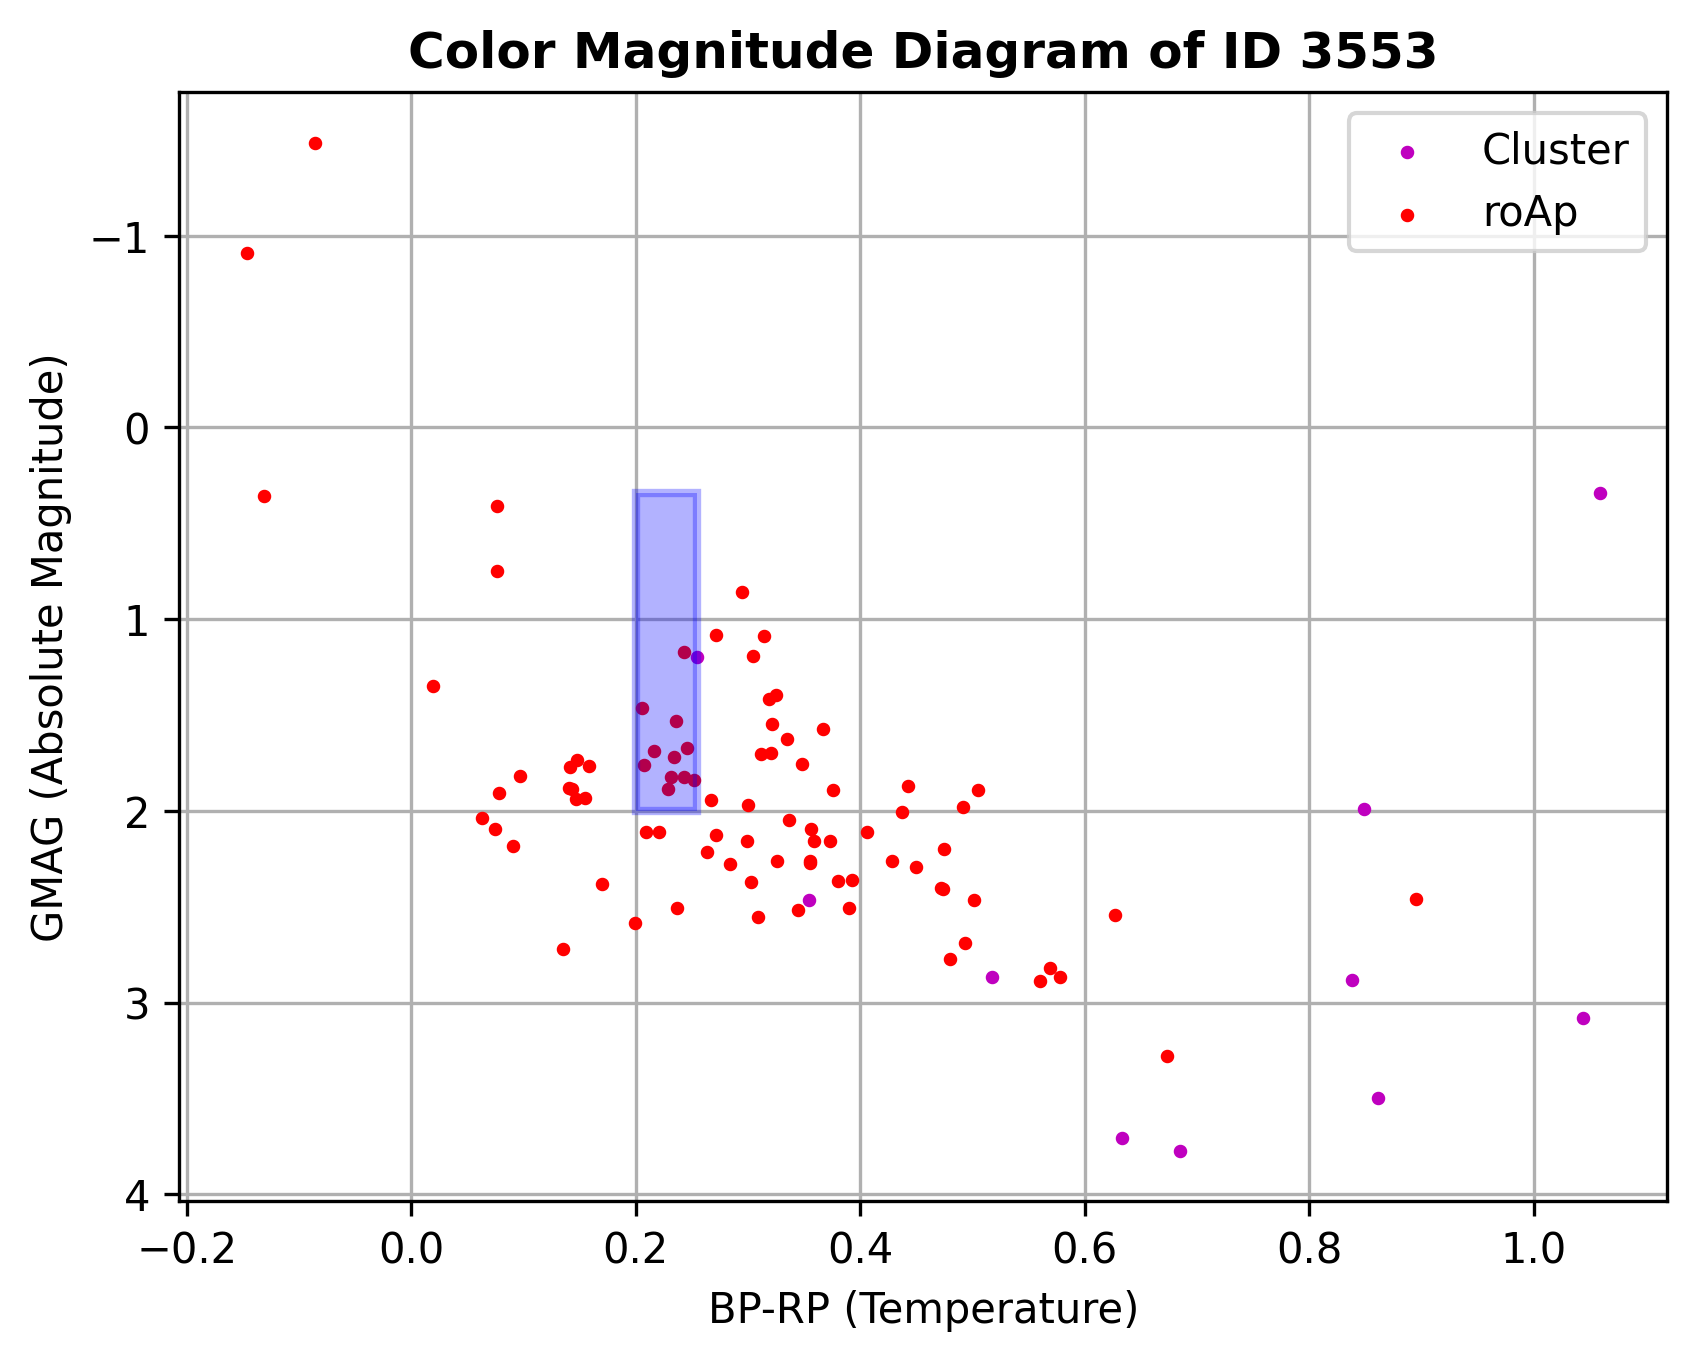 Color Magnitude Diagram of ID 3553
Cluster
roAp
GMAG (Absolute Magnitude)
−1
0
1
2
3
4
−0.2 0.0 0.2 0.4 0.6 0.8 1.0
BP-RP (Temperature)